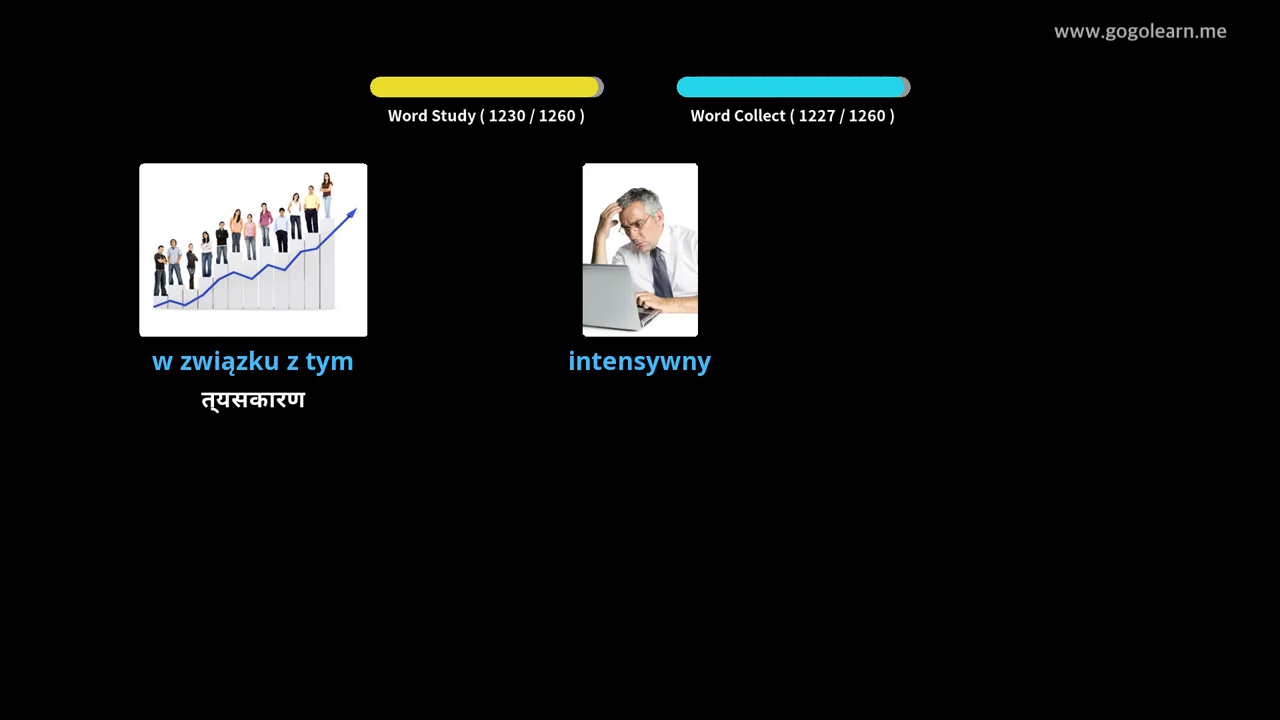 www.gogolearn.me
Word Study ( 1230 / 1260 )
Word Collect ( 1227 / 1260 )
w związku z tym
त्यसकारण
intensywny